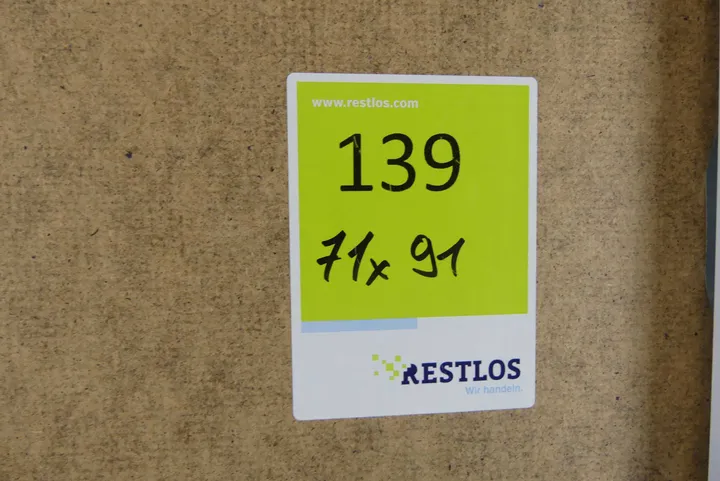 www.restlos.com
139
71x 91
RESTLOS
Wir handeln.